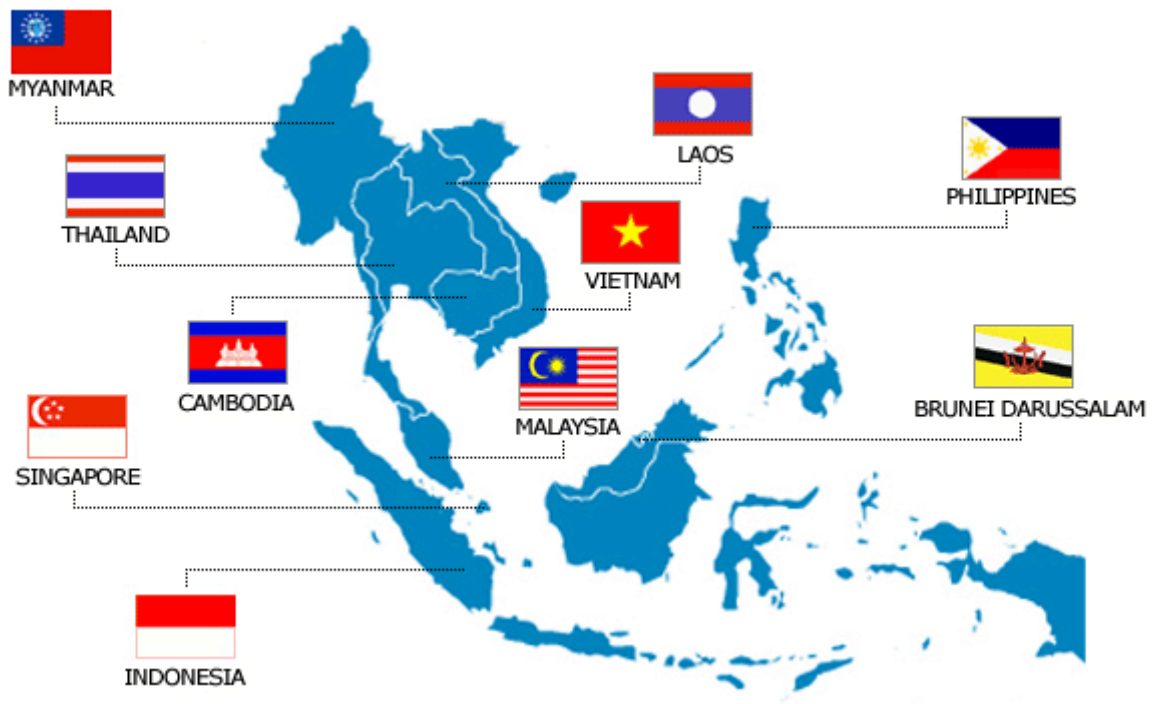 MYANMAR
LAOS
PHILIPPINES
THAILAND
VIETNAM
CAMBODIA
MALAYSIA
BRUNEI DARUSSALAM
SINGAPORE
INDONESIA